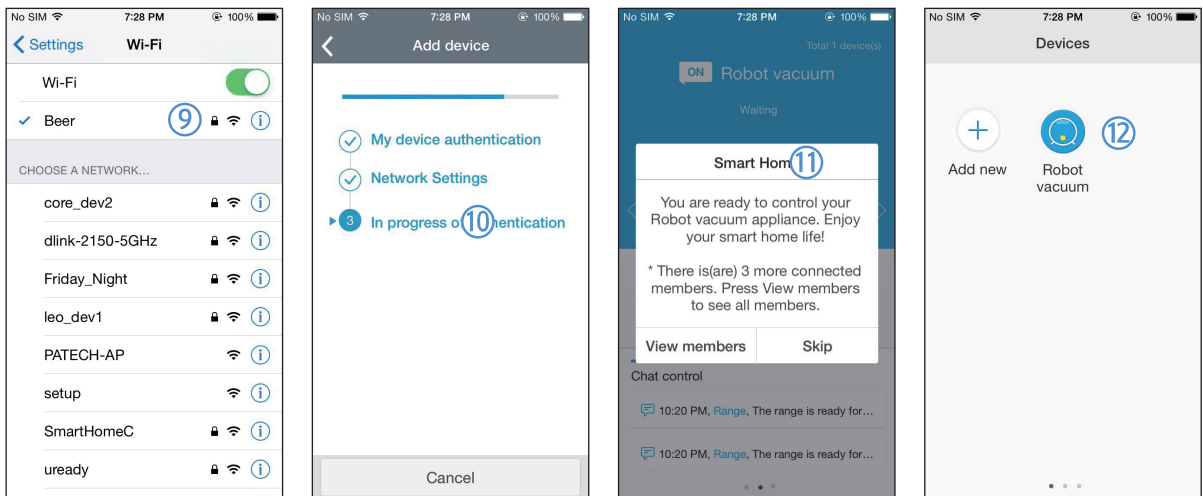 No SIM 7:28 PM 100%
Settings Wi-Fi
Wi-Fi
Beer ⑨
CHOOSE A NETWORK...
core_dev2
dlink-2150-5GHz
Friday_Night
leo_dev1
PATECH-AP
setup
SmartHomeC
uready
No SIM 7:28 PM 100%
Add device
My device authentication
Network Settings
3 In progress of ⑩ hentication
No SIM 7:28 PM 100%
Total 1 device(s)
ON Robot vacuum
Waiting
Smart Hom ⑪
You are ready to control your
Robot vacuum appliance. Enjoy
your smart home life!
* There is(are) 3 more connected
members. Press View members
to see all members.
View members Skip
Chat control
10:20 PM, Range, The range is ready for...
10:20 PM, Range, The range is ready for...
Cancel
No SIM 7:28 PM 100%
Devices
Add new
Robot
vacuum
⑫